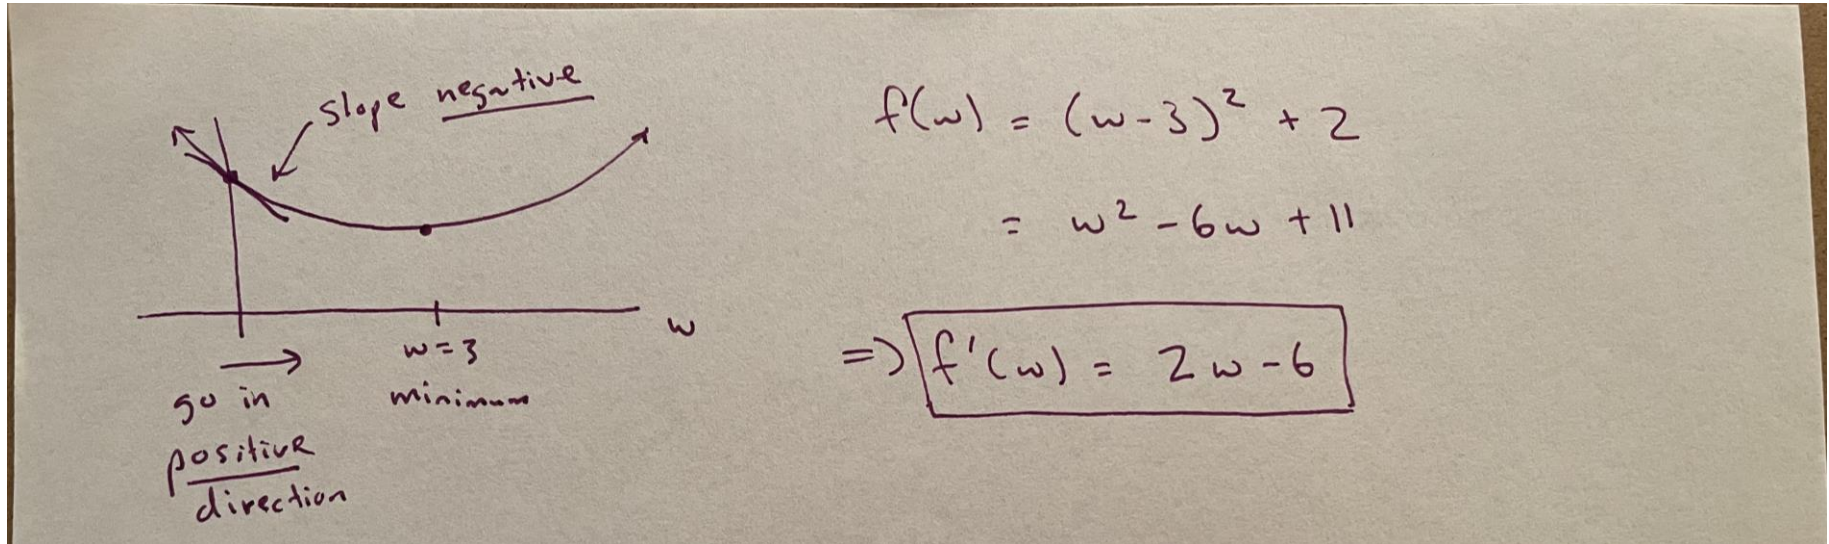 slope negative
w
w=3
minimum
go in
positive
direction
f(w) = (w-3)² + 2
= w² - 6w + 11
=> f'(w) = 2w-6